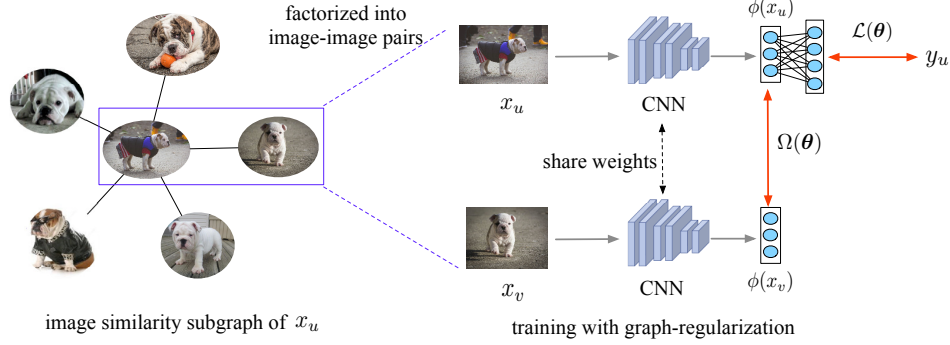 factorized into
image-image pairs
image similarity subgraph of x_u
x_u
CNN
share weights
x_v
CNN
ϕ(x_u)
ℒ(θ)
y_u
Ω(θ)
ϕ(x_v)
training with graph-regularization